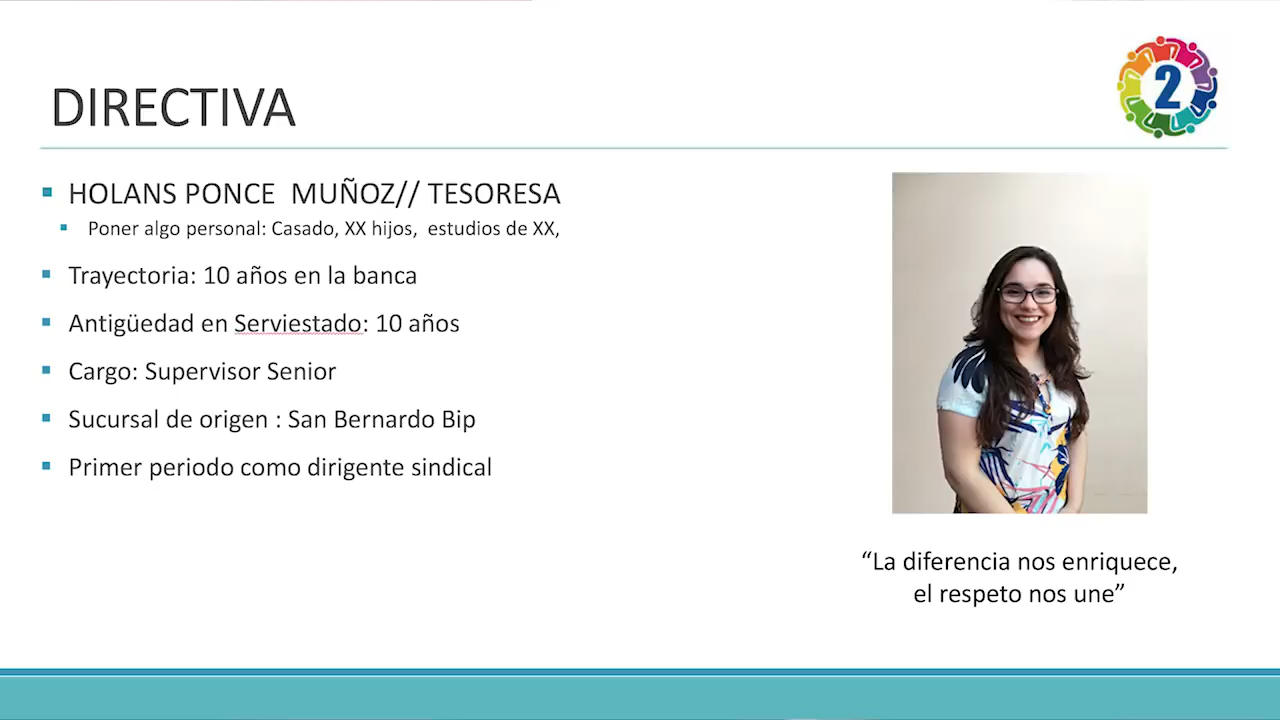 DIRECTIVA
2
HOLANS PONCE MUÑOZ// TESORESA
Poner algo personal: Casado, XX hijos, estudios de XX,
Trayectoria: 10 años en la banca
Antigüedad en Serviestado: 10 años
Cargo: Supervisor Senior
Sucursal de origen : San Bernardo Bip
Primer periodo como dirigente sindical
“La diferencia nos enriquece,
el respeto nos une”